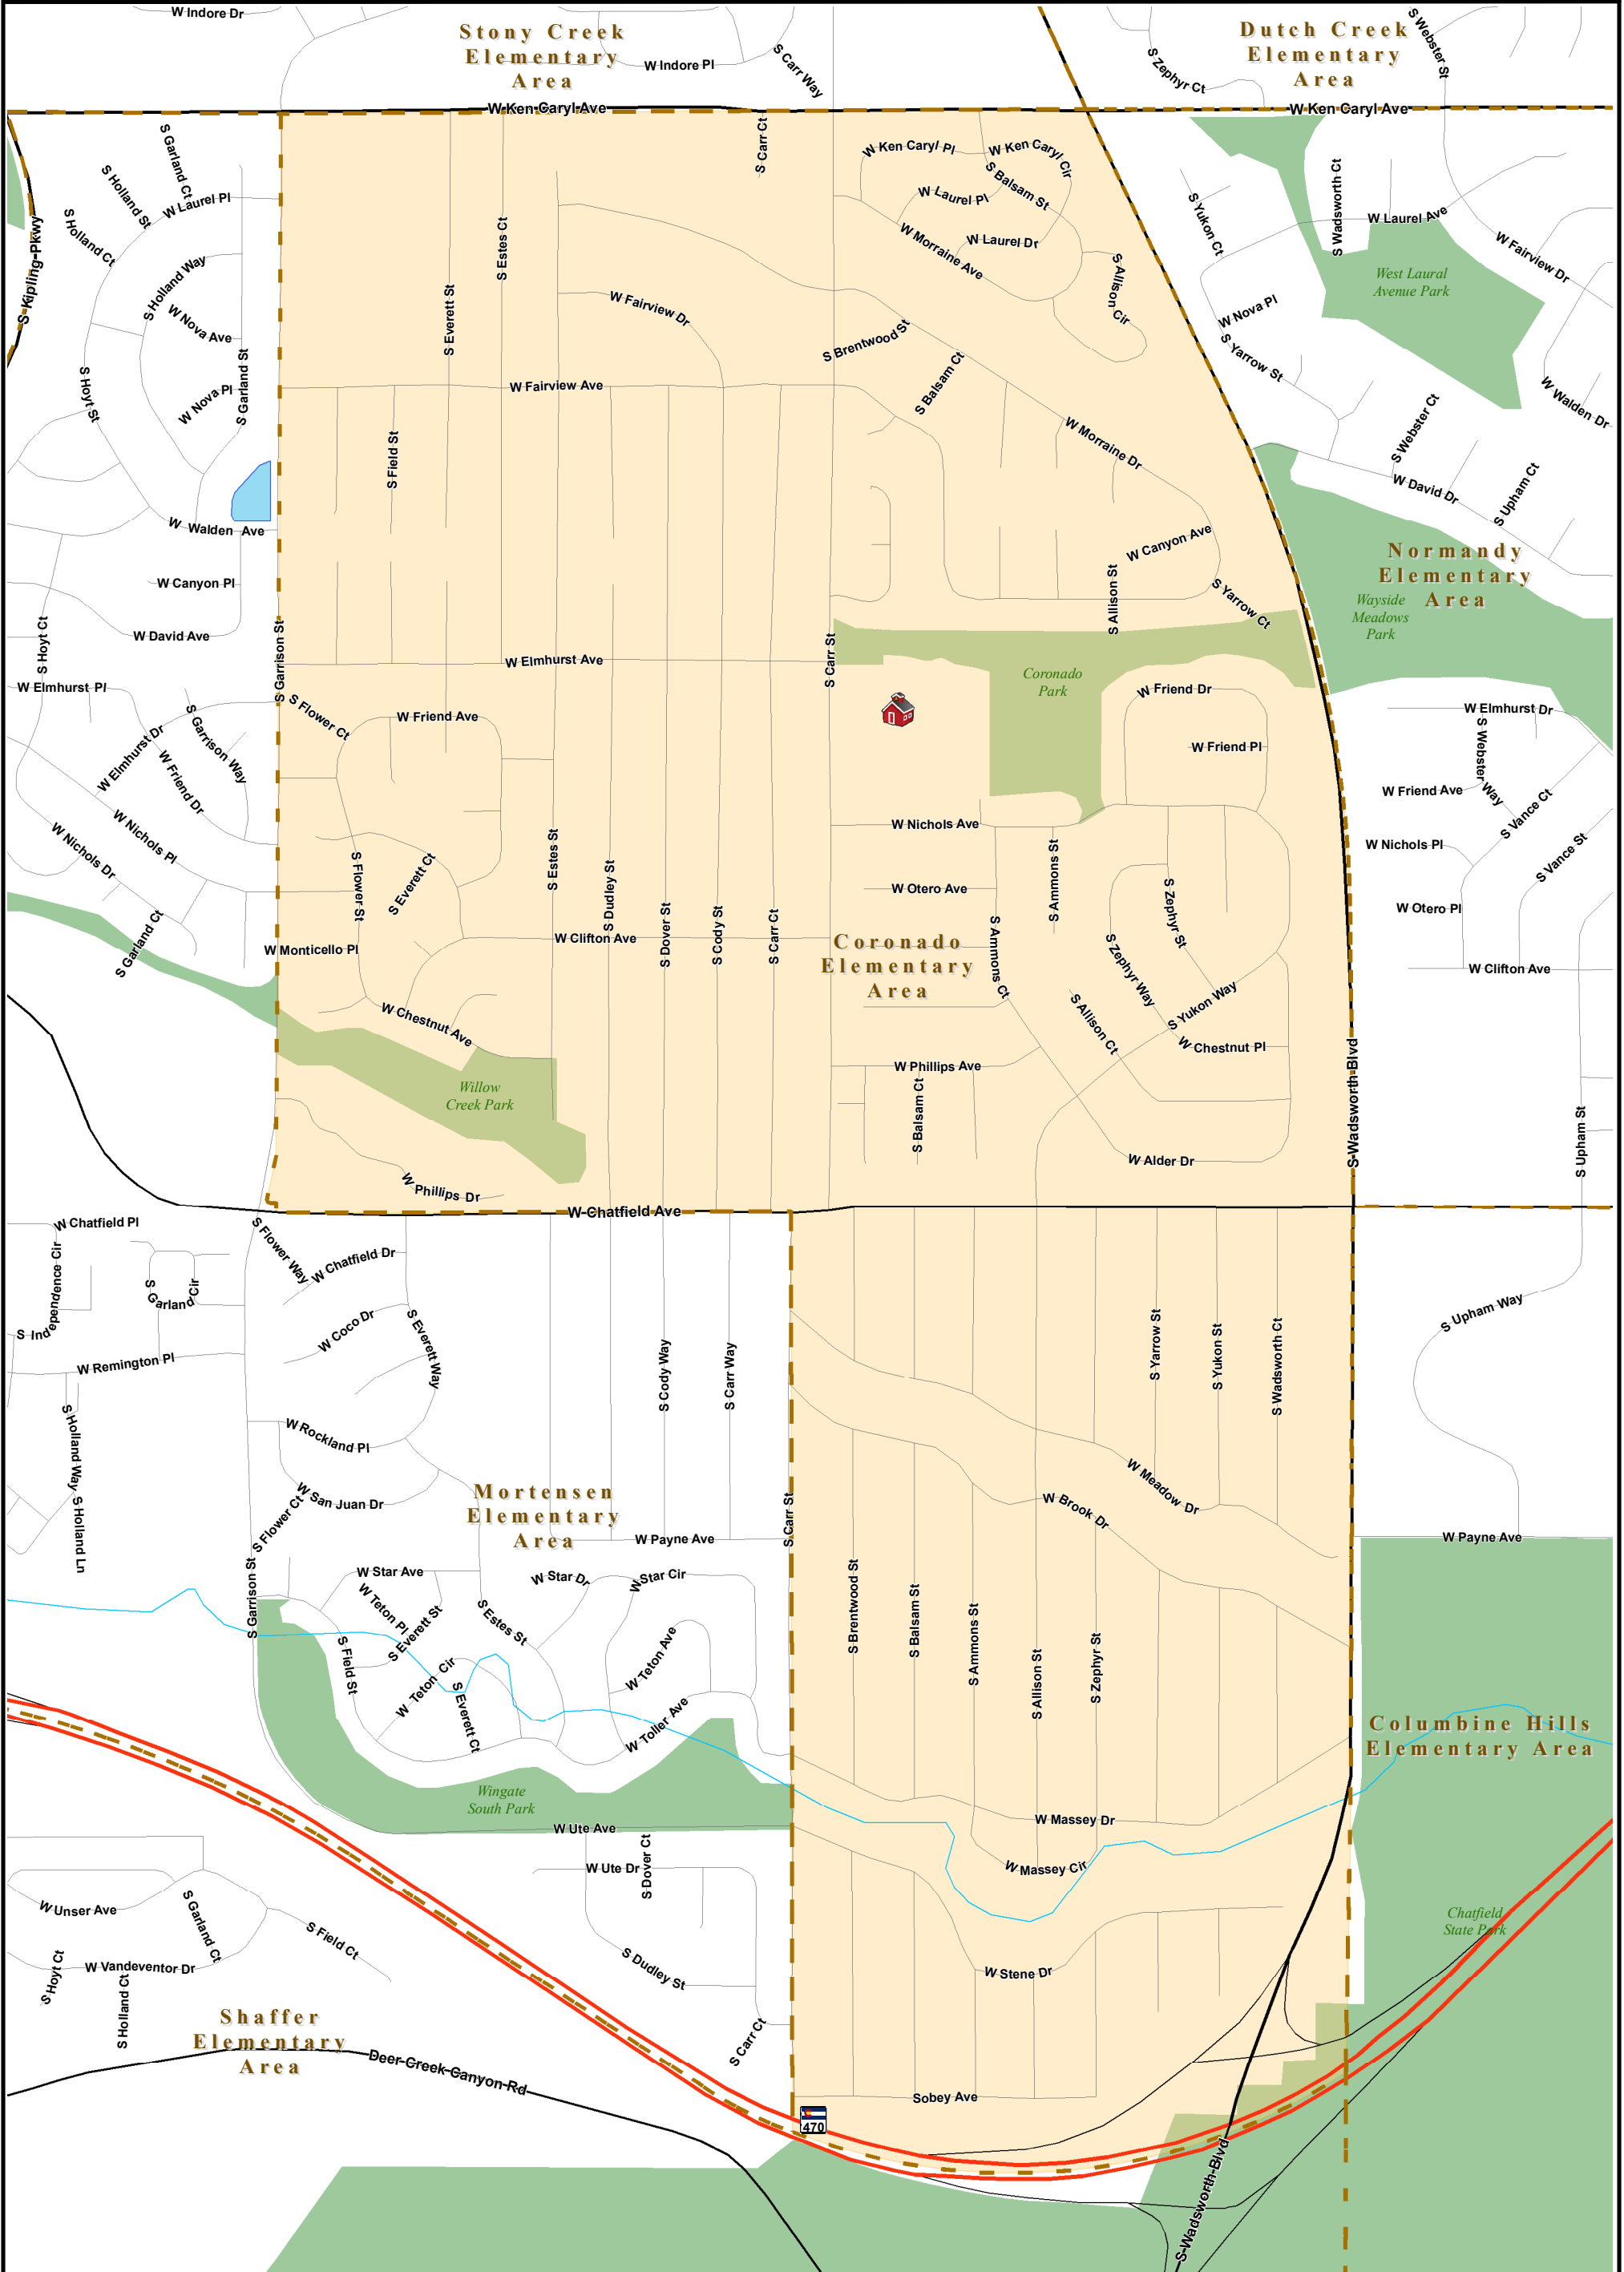 W Indore Dr
Stony Creek
Elementary
Area
W Indore Pl
S Carr Way
S Zephyr Ct
Dutch Creek
Elementary
Area
S Webster St
W Ken Caryl Ave
W Ken Caryl Ave
S Kipling Pkwy
S Garland Ct
S Holland St
W Laurel Pl
S Holland Ct
S Holland Way
W Nova Ave
W Nova Pl
S Garland St
S Hoyt St
W Walden Ave
W Canyon Pl
W David Ave
S Hoyt Ct
W Elmhurst Pl
S Garrison St
S Carr Ct
S Estes Ct
S Everett St
W Fairview Dr
W Fairview Ave
S Field St
W Ken Caryl Pl
W Ken Caryl Cir
S Balsam St
W Laurel Pl
W Laurel Dr
W Morraine Ave
S Allison Cir
S Brentwood St
S Balsam Ct
W Morraine Dr
W Canyon Ave
S Allison St
S Yarrow Ct
S Yukon Ct
S Wadsworth Ct
W Laurel Ave
W Fairview Dr
West Laural
Avenue Park
W Nova Pl
S Yarrow St
W Walden Dr
S Webster Ct
W David Dr
S Upham Ct
Normandy
Elementary
Area
Wayside
Meadows
Park
W Elmhurst Ave
S Carr St
Coronado
Park
W Friend Dr
W Friend Pl
W Elmhurst Dr
S Webster Way
W Friend Ave
S Vance Ct
W Nichols Pl
S Vance St
W Otero Pl
W Clifton Ave
S Flower Ct
W Friend Ave
S Garrison Way
W Elmhurst Dr
W Friend Dr
W Nichols Pl
W Nichols Dr
S Garland Ct
W Monticello Pl
S Flower St
S Everett Ct
S Estes St
S Dudley St
S Dover St
S Cody St
S Carr Ct
W Clifton Ave
W Chestnut Ave
Willow
Creek Park
W Phillips Dr
W Nichols Ave
W Otero Ave
S Ammons St
S Ammons Ct
S Zephyr St
S Zephyr Way
S Yukon Way
S Allison Ct
W Chestnut Pl
Coronado
Elementary
Area
W Phillips Ave
S Balsam Ct
W Alder Dr
S Wadsworth Blvd
S Upham St
W Chatfield Ave
W Chatfield Pl
S Independence Cir
S Garland Cir
S Flower Way
W Chatfield Dr
W Coco Dr
S Everett Way
W Remington Pl
S Holland Way
S Holland Ln
W Rockland Pl
W San Juan Dr
S Flower Ct
S Cody Way
S Carr Way
S Carr St
W Payne Ave
Mortensen
Elementary
Area
S Yarrow St
S Yukon St
S Wadsworth Ct
S Upham Way
W Meadow Dr
W Brook Dr
W Payne Ave
S Garrison St
W Star Ave
W Teton Pl
S Everett St
W Star Dr
W Star Cir
S Estes St
S Field St
W Teton Cir
S Everett Ct
W Teton Ave
W Toller Ave
S Brentwood St
S Balsam St
S Ammons St
S Allison St
S Zephyr St
Columbine Hills
Elementary Area
Wingate
South Park
W Ute Ave
W Ute Dr
S Dover Ct
W Massey Dr
W Massey Cir
W Unser Ave
S Garland Ct
S Field Ct
S Hoyt Ct
W Vandeventor Dr
S Holland Ct
S Dudley St
S Carr Ct
W Stene Dr
Chatfield
State Park
Shaffer
Elementary
Area
Deer Creek Canyon Rd
Sobey Ave
470
S Wadsworth Blvd